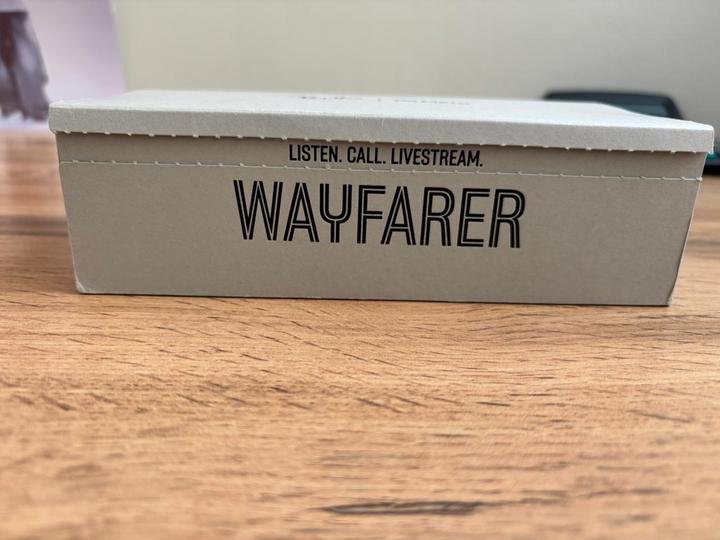 LISTEN. CALL. LIVESTREAM.
WAYFARER